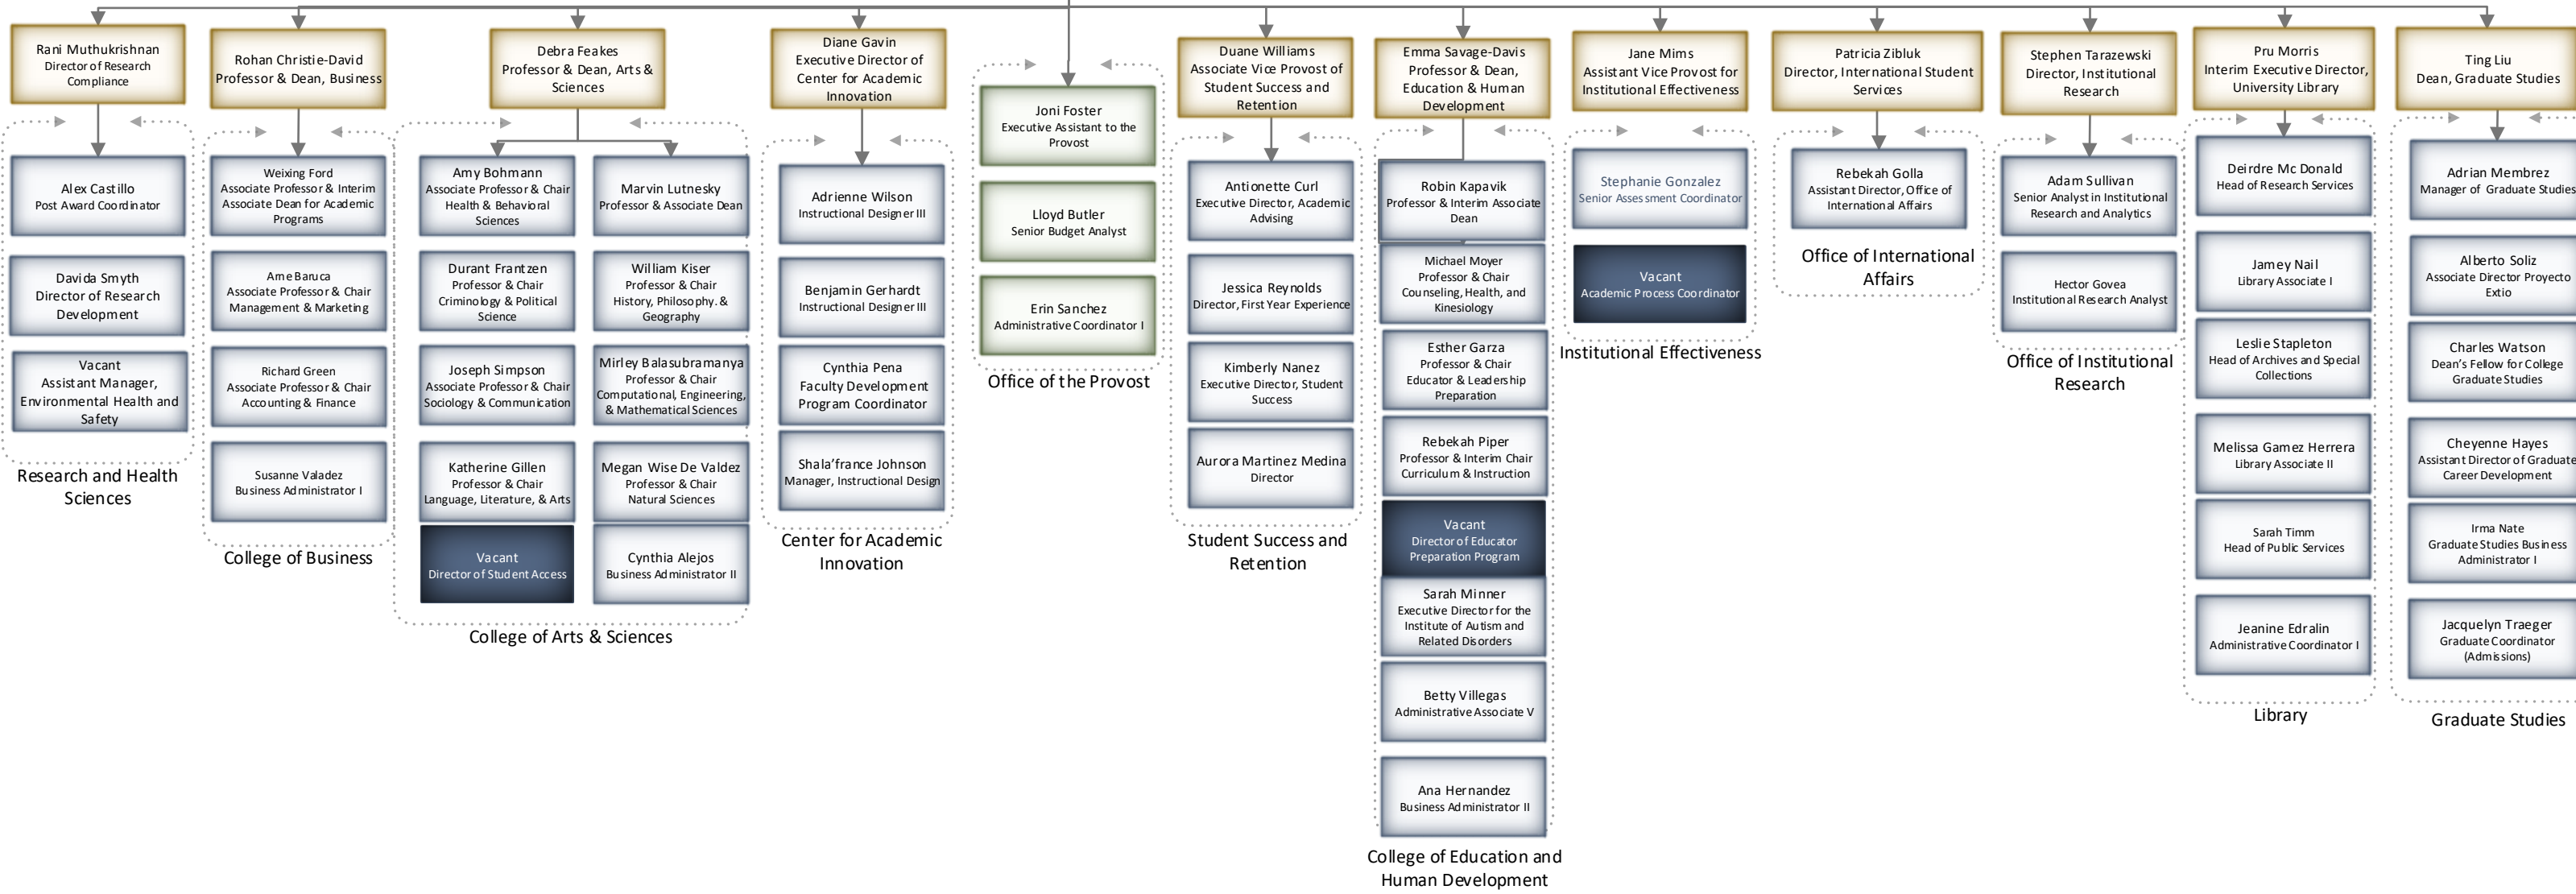 Rani Muthukrishnan
Director of Research
Compliance
Alex Castillo
Post Award Coordinator
Davida Smyth
Director of Research
Development
Vacant
Assistant Manager,
Environmental Health and
Safety
Research and Health
Sciences
Rohan Christie-David
Professor & Dean, Business
Weixing Ford
Associate Professor & Interim
Associate Dean for Academic
Programs
Arne Baruca
Associate Professor & Chair
Management & Marketing
Richard Green
Associate Professor & Chair
Accounting & Finance
Susanne Valadez
Business Administrator I
College of Business
Debra Feakes
Professor & Dean, Arts &
Sciences
Amy Bohmann
Associate Professor & Chair
Health & Behavioral
Sciences
Durant Frantzen
Professor & Chair
Criminology & Political
Science
Joseph Simpson
Associate Professor & Chair
Sociology & Communication
Katherine Gillen
Professor & Chair
Language, Literature, & Arts
Vacant
Director of Student Access
Marvin Lutnesky
Professor & Associate Dean
William Kiser
Professor & Chair
History, Philosophy. &
Geography
Mirley Balasubramanya
Professor & Chair
Computational, Engineering,
& Mathematical Sciences
Megan Wise De Valdez
Professor & Chair
Natural Sciences
Cynthia Alejos
Business Administrator II
College of Arts & Sciences
Diane Gavin
Executive Director of
Center for Academic
Innovation
Adrienne Wilson
Instructional Designer III
Benjamin Gerhardt
Instructional Designer III
Cynthia Pena
Faculty Development
Program Coordinator
Shala'france Johnson
Manager, Instructional Design
Center for Academic
Innovation
Joni Foster
Executive Assistant to the
Provost
Lloyd Butler
Senior Budget Analyst
Erin Sanchez
Administrative Coordinator I
Office of the Provost
Duane Williams
Associate Vice Provost of
Student Success and
Retention
Antionette Curl
Executive Director, Academic
Advising
Jessica Reynolds
Director, First Year Experience
Kimberly Nanez
Executive Director, Student
Success
Aurora Martinez Medina
Director
Student Success and
Retention
Emma Savage-Davis
Professor & Dean,
Education & Human
Development
Robin Kapavik
Professor & Interim Associate
Dean
Michael Moyer
Professor & Chair
Counseling, Health, and
Kinesiology
Esther Garza
Professor & Chair
Educator & Leadership
Preparation
Rebekah Piper
Professor & Interim Chair
Curriculum & Instruction
Vacant
Director of Educator
Preparation Program
Sarah Minner
Executive Director for the
Institute of Autism and
Related Disorders
Betty Villegas
Administrative Associate V
Ana Hernandez
Business Administrator II
College of Education and
Human Development
Jane Mims
Assistant Vice Provost for
Institutional Effectiveness
Stephanie Gonzalez
Senior Assessment Coordinator
Vacant
Academic Process Coordinator
Institutional Effectiveness
Patricia Zibluk
Director, International Student
Services
Rebekah Golla
Assistant Director, Office of
International Affairs
Office of International
Affairs
Stephen Tarazewski
Director, Institutional
Research
Adam Sullivan
Senior Analyst in Institutional
Research and Analytics
Hector Govea
Institutional Research Analyst
Office of Institutional
Research
Pru Morris
Interim Executive Director,
University Library
Deirdre Mc Donald
Head of Research Services
Jamey Nail
Library Associate I
Leslie Stapleton
Head of Archives and Special
Collections
Melissa Gamez Herrera
Library Associate II
Sarah Timm
Head of Public Services
Jeanine Edralin
Administrative Coordinator I
Library
Ting Liu
Dean, Graduate Studies
Adrian Membrez
Manager of Graduate Studies
Alberto Soliz
Associate Director Proyecto
Extio
Charles Watson
Dean's Fellow for College
Graduate Studies
Cheyenne Hayes
Assistant Director of Graduate
Career Development
Irma Nate
Graduate Studies Business
Administrator I
Jacquelyn Traeger
Graduate Coordinator
(Admissions)
Graduate Studies